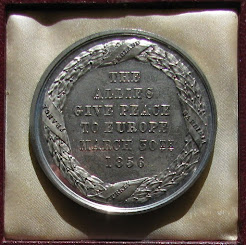 THE
ALLIES
GIVE PEACE
TO EUROPE
MARCH 30TH
1856